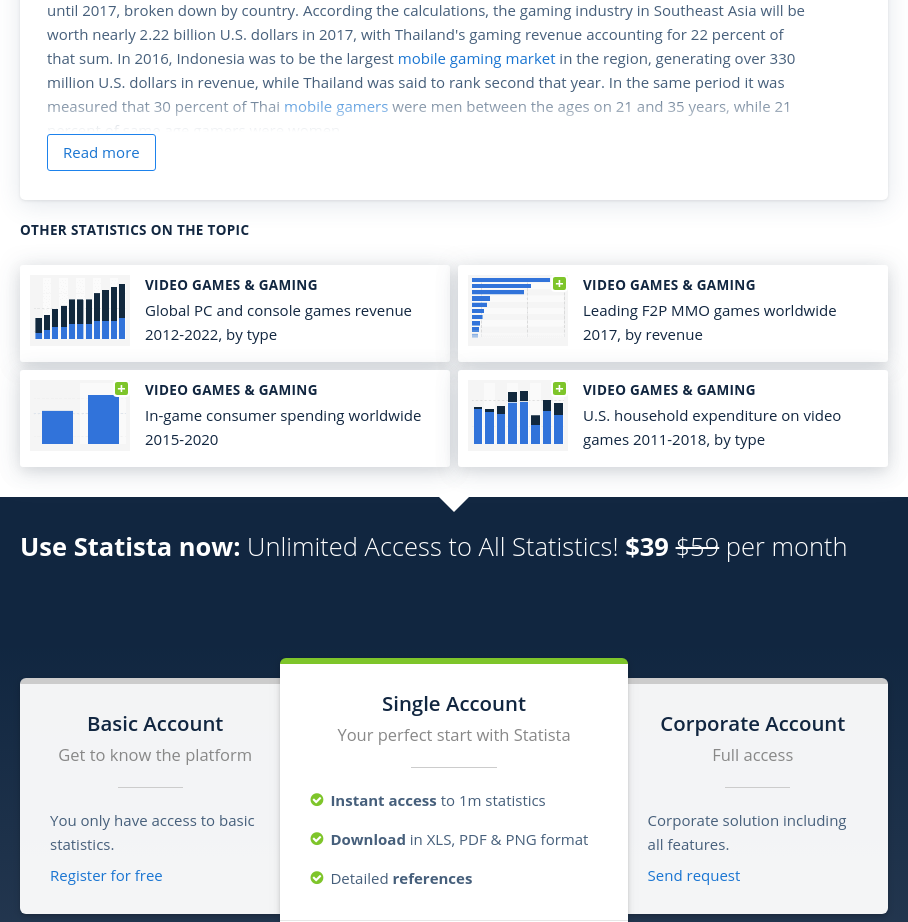 until 2017, broken down by country. According the calculations, the gaming industry in Southeast Asia will be
worth nearly 2.22 billion U.S. dollars in 2017, with Thailand's gaming revenue accounting for 22 percent of
that sum. In 2016, Indonesia was to be the largest mobile gaming market in the region, generating over 330
million U.S. dollars in revenue, while Thailand was said to rank second that year. In the same period it was
measured that 30 percent of Thai mobile gamers were men between the ages on 21 and 35 years, while 21
percent of same age gamers were women.
Read more
OTHER STATISTICS ON THE TOPIC
VIDEO GAMES & GAMING
Global PC and console games revenue
2012-2022, by type
VIDEO GAMES & GAMING
Leading F2P MMO games worldwide
2017, by revenue
VIDEO GAMES & GAMING
In-game consumer spending worldwide
2015-2020
VIDEO GAMES & GAMING
U.S. household expenditure on video
games 2011-2018, by type
Use Statista now: Unlimited Access to All Statistics! $39 $59 per month
Basic Account
Get to know the platform
You only have access to basic
statistics.
Register for free
Single Account
Your perfect start with Statista
Instant access to 1m statistics
Download in XLS, PDF & PNG format
Detailed references
Corporate Account
Full access
Corporate solution including
all features.
Send request